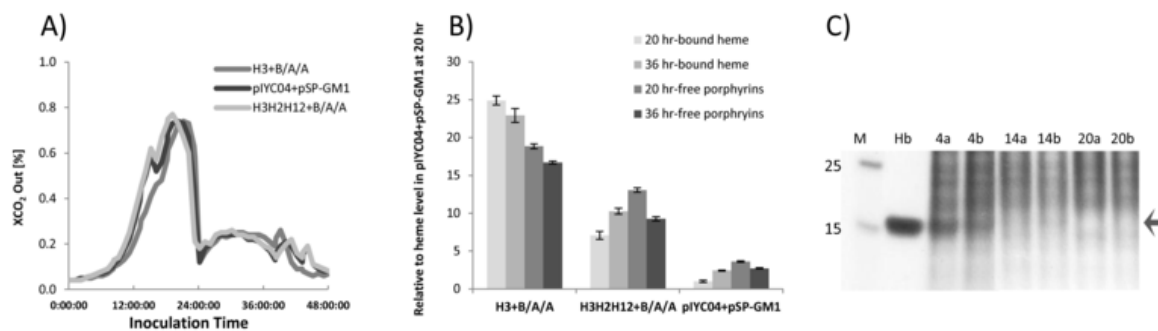 A)
XCO₂ Out [%]
1.0
0.8
0.6
0.4
0.2
0.0
H3+B/A/A
pIYC04+pSP-GM1
H3H2H12+B/A/A
0:00:00 12:00:00 24:00:00 36:00:00 48:00:00
Inoculation Time
B)
Relative to heme level in pIYC04+pSP-GM1 at 20 hr
30
25
20
15
10
5
0
20 hr-bound heme
36 hr-bound heme
20 hr-free porphyrins
36 hr-free porphryins
H3+B/A/A H3H2H12+B/A/A pIYC04+pSP-GM1
C)
M Hb 4a 4b 14a 14b 20a 20b
25
15